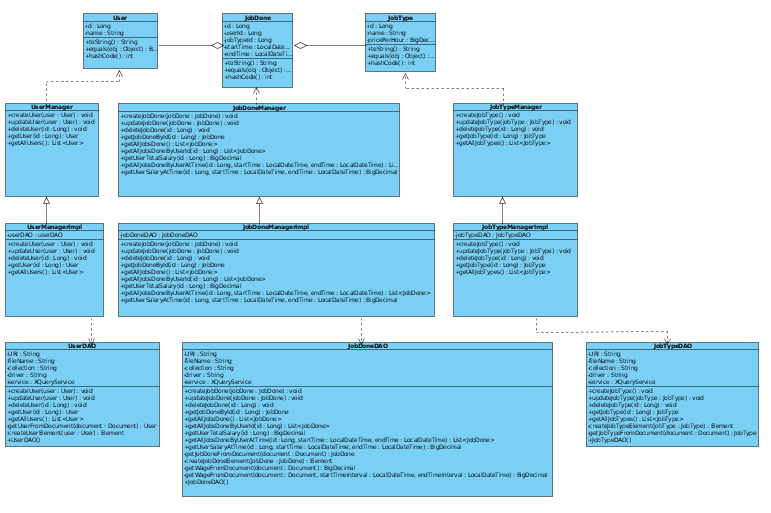 User
+d : Long
+name : String
+toString() : String
+equals(obj : Object) : B...
+hashCode() : int
JobDone
+d : Long
-userId : Long
-jobTypeId : Long
-startTime : LocalDate...
-endTime : LocalDateTi...
+toString() : String
+equals(obj : Object) :...
+hashCode() : int
JobType
+d : Long
+name : String
-pricePerHour : BigDec...
+toString() : String
+equals(obj : Object) :...
+hashCode() : int
UserManager
+createUser(user : User) : void
+updateUser(user : User) : void
+deleteUser(id : Long) : void
+getUser(id : Long) : User
+getAllUsers() : List<User>
JobDoneManager
+createJobDone(jobDone : JobDone) : void
+updateJobDone(jobDone : JobDone) : void
+deleteJobDone(id : Long) : void
+getJobDoneById(id : Long) : JobDone
+getAllJobsDone() : List<JobDone>
+getAllJobsDoneByUserId(id : Long) : List<JobDone>
+getUserTotalSalary(id : Long) : BigDecimal
+getAllJobsDoneByUserAtTime(id : Long, startTime : LocalDateTime, endTime : LocalDateTime) : Li...
+getUserSalaryAtTime(id : Long, startTime : LocalDateTime, endTime : LocalDateTime) : BigDecimal
JobTypeManager
+createJobType() : void
+updateJobType(jobType : JobType) : void
+deleteJobType(id : Long) : void
+getJobType(id : Long) : JobType
+getAllJobTypes() : List<JobType>
UserManagerImpl
-userDAO : userDAO
+createUser(user : User) : void
+updateUser(user : User) : void
+deleteUser(id : Long) : void
+getUser(id : Long) : User
+getAllUsers() : List <User>
JobDoneManagerImpl
-jobDoneDAO : JobDoneDAO
+createJobDone(jobDone : JobDone) : void
+updateJobDone(jobDone : JobDone) : void
+deleteJobDone(id : Long) : void
+getJobDoneById(id : Long) : JobDone
+getAllJobsDone() : List<JobDone>
+getAllJobsDoneByUserId(id : Long) : List<JobDone>
+getUserTotalSalary(id : Long) : BigDecimal
+getAllJobsDoneByUserAtTime(id : Long, startTime : LocalDateTime, endTime : LocalDateTime) : List<JobDone>
+getUserSalaryAtTime(id : Long, startTime : LocalDateTime, endTime : LocalDateTime) : BigDecimal
JobTypeManagerImpl
-jobTypeDAO : JobTypeDAO
+createJobType() : void
+updateJobType(jobType : JobType) : void
+deleteJobType(id : Long) : void
+getJobType(id : Long) : JobType
+getAllJobTypes() : List<JobType>
UserDAO
-URI : String
-fileName : String
-collection : String
-driver : String
-service : XQueryService
+createUser(user : User) : void
+updateUser(user : User) : void
+deleteUser(id : Long) : void
+getUser(id : Long) : User
+getAllUsers() : List <User>
-getUserFromDocument(document : Document) : User
-createUserElement(user : User) : Element
+UserDAO()
JobDoneDAO
-URI : String
-fileName : String
-collection : String
-driver : String
-service : XQueryService
+createJobDone(jobDone : JobDone) : void
+updateJobDone(jobDone : JobDone) : void
+deleteJobDone(id : Long) : void
+getJobDoneById(id : Long) : JobDone
+getAllJobsDone() : List<JobDone>
+getAllJobsDoneByUserId(id : Long) : List<JobDone>
+getUserTotalSalary(id : Long) : BigDecimal
+getAllJobsDoneByUserAtTime(id : Long, startTime : LocalDateTime, endTime : LocalDateTime) : List<JobDone>
+getUserSalaryAtTime(id : Long, startTime : LocalDateTime, endTime : LocalDateTime) : BigDecimal
-getJobDoneFromDocument(document : Document) : JobDone
-createJobDoneElement(jobDone : JobDone) : Element
-getWageFromDocument(document : Document) : BigDecimal
-getWageFromDocument(document : Document, startTimeInterval : LocalDateTime, endTimeInterval : LocalDateTime) : BigDecimal
+JobDoneDAO()
JobTypeDAO
-URI : String
-fileName : String
-collection : String
-driver : String
-service : XQueryService
+createJobType() : void
+updateJobType(jobType : JobType) : void
+deleteJobType(id : Long) : void
+getJobType(id : Long) : JobType
+getAllJobTypes() : List<JobType>
-createJobTypeElement(jobType : JobType) : Element
-getJobTypeFromDocument(document : Document) : JobType
+JobTypeDAO()